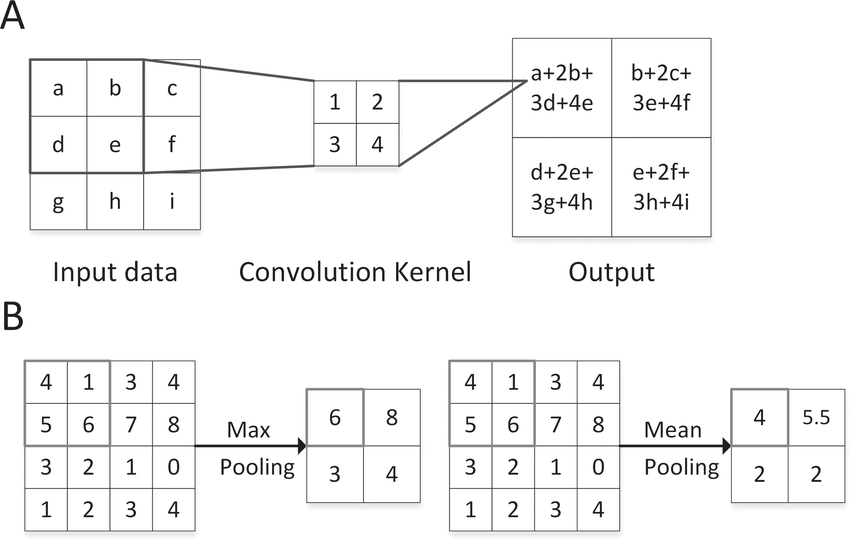 A
a b c
d e f
g h i
1 2
3 4
a+2b+
3d+4e
b+2c+
3e+4f
d+2e+
3g+4h
e+2f+
3h+4i
Input data
Convolution Kernel
Output
B
4 1 3 4
5 6 7 8
3 2 1 0
1 2 3 4
Max
Pooling
6 8
3 4
4 1 3 4
5 6 7 8
3 2 1 0
1 2 3 4
Mean
Pooling
4 5.5
2 2